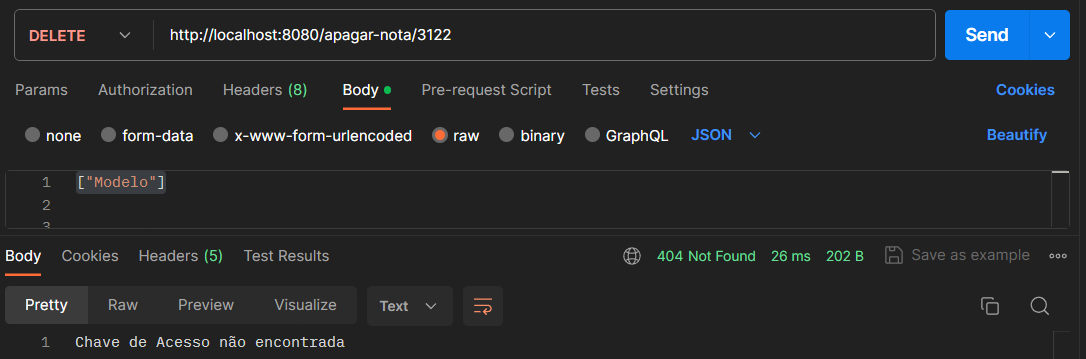 DELETE http://localhost:8080/apagar-nota/3122 Send
Params Authorization Headers (8) Body Pre-request Script Tests Settings Cookies
none form-data x-www-form-urlencoded raw binary GraphQL JSON Beautify
1 ["Modelo"]
2
3
Body Cookies Headers (5) Test Results 404 Not Found 26 ms 202 B Save as example
Pretty Raw Preview Visualize Text
1 Chave de Acesso não encontrada